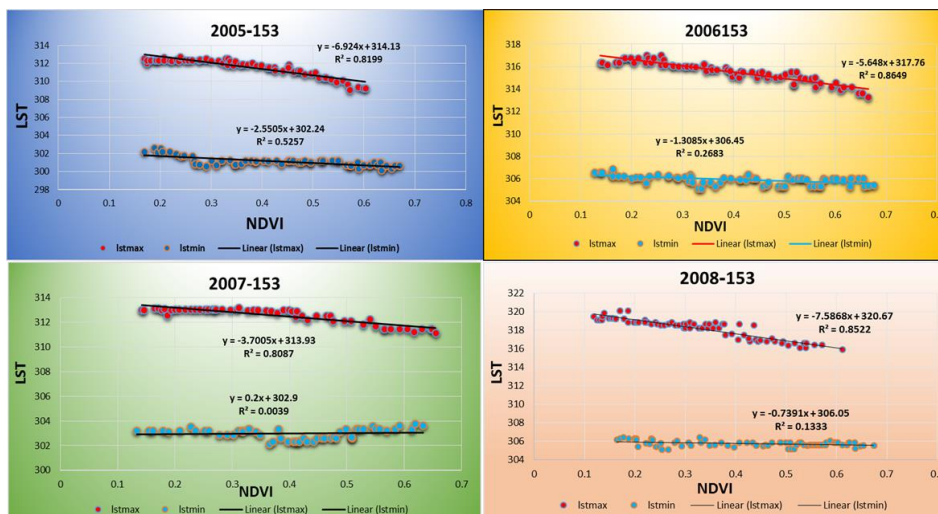 2005-153
LST
314
312
310
308
306
304
302
300
298
y = -6.924x + 314.13
R² = 0.8199
y = -2.5505x + 302.24
R² = 0.5257
0 0.1 0.2 0.3 0.4 0.5 0.6 0.7 0.8
NDVI
lstmax lstmin Linear (lstmax) Linear (lstmin)
2006153
LST
318
316
314
312
310
308
306
304
y = -5.648x + 317.76
R² = 0.8649
y = -1.3085x + 306.45
R² = 0.2683
0 0.1 0.2 0.3 0.4 0.5 0.6 0.7 0.8
NDVI
lstmax lstmin Linear (lstmax) Linear (lstmin)
2007-153
LST
314
312
310
308
306
304
302
300
y = -3.7005x + 313.93
R² = 0.8087
y = 0.2x + 302.9
R² = 0.0039
0 0.1 0.2 0.3 0.4 0.5 0.6 0.7
NDVI
lstmax lstmin Linear (lstmax) Linear (lstmin)
2008-153
LST
322
320
318
316
314
312
310
308
306
304
y = -7.5868x + 320.67
R² = 0.8522
y = -0.7391x + 306.05
R² = 0.1333
0 0.1 0.2 0.3 0.4 0.5 0.6 0.7 0.8
NDVI
lstmax lstmin Linear (lstmax) Linear (lstmin)